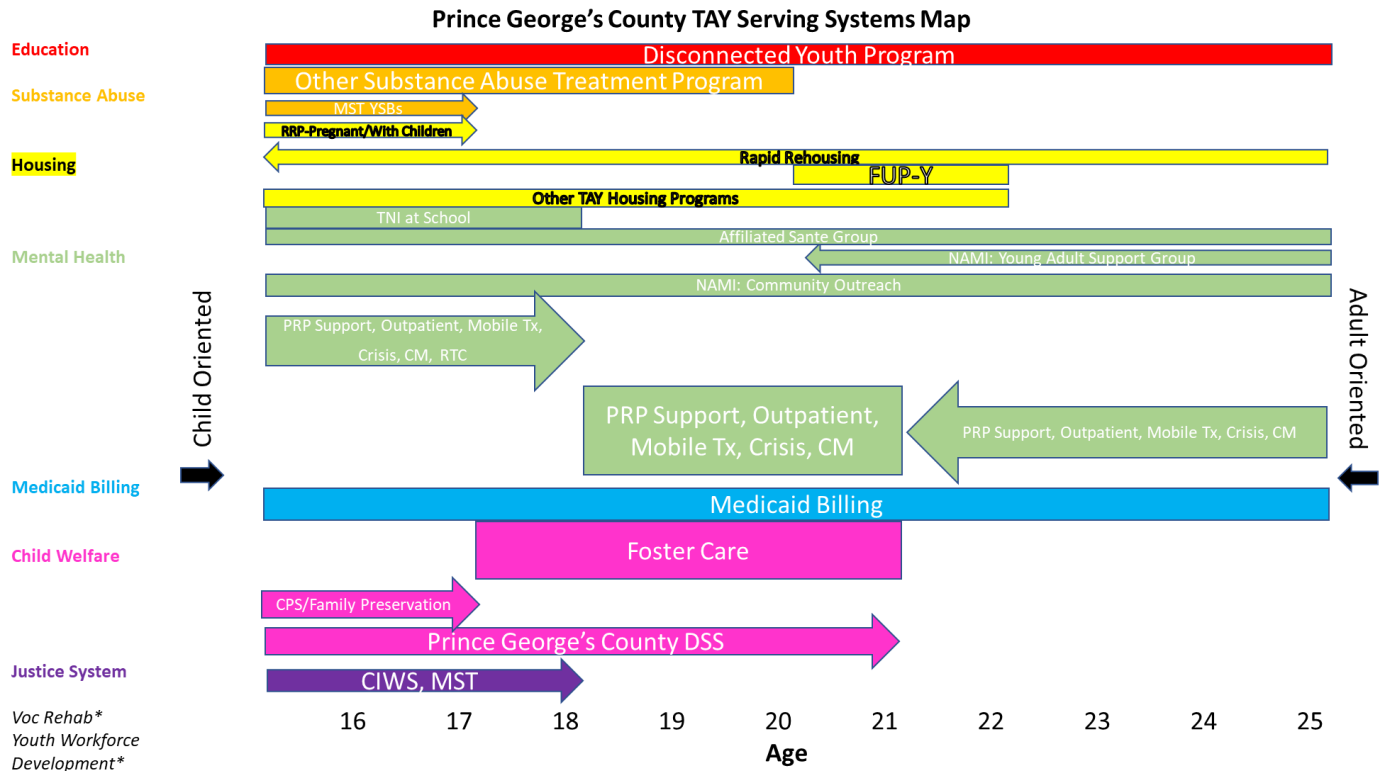 Prince George’s County TAY Serving Systems Map
Education
Disconnected Youth Program
Other Substance Abuse Treatment Program
Substance Abuse
MST YSBs
RRP-Pregnant/With Children
Housing
Rapid Rehousing
FUP-Y
Other TAY Housing Programs
TNI at School
Affiliated Sante Group
Mental Health
NAMI: Young Adult Support Group
NAMI: Community Outreach
Child Oriented
Adult Oriented
PRP Support, Outpatient, Mobile Tx,
Crisis, CM, RTC
PRP Support, Outpatient,
Mobile Tx, Crisis, CM
PRP Support, Outpatient, Mobile Tx, Crisis, CM
Medicaid Billing
Medicaid Billing
Child Welfare
Foster Care
CPS/Family Preservation
Prince George’s County DSS
Justice System
CIWS, MST
Voc Rehab*
Youth Workforce
Development*
16 17 18 19 20 21 22 23 24 25
Age